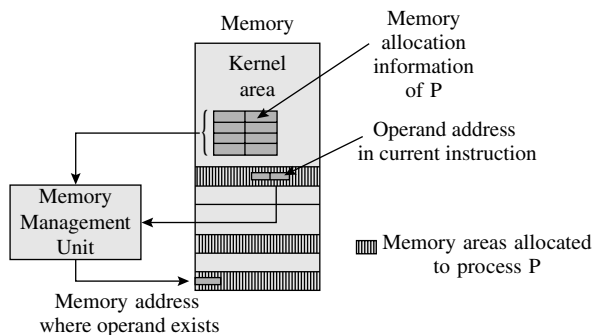 Memory
Kernel
area
Memory
allocation
information
of P
Operand address
in current instruction
Memory
Management
Unit
Memory areas allocated
to process P
Memory address
where operand exists